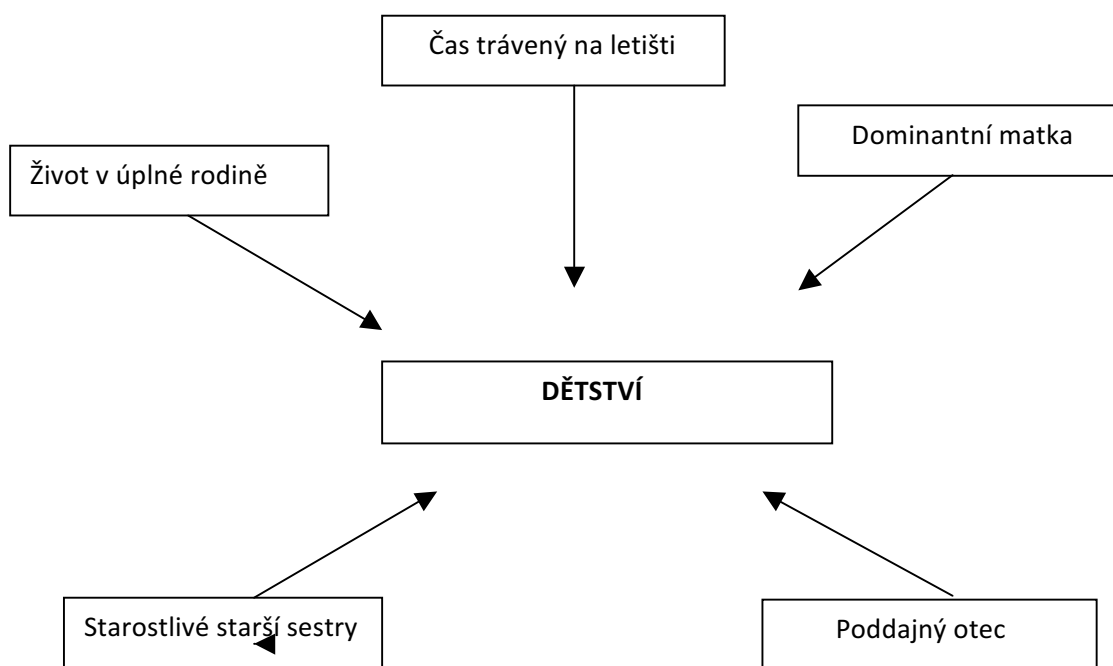 Čas trávený na letišti
Dominantní matka
Život v úplné rodině
DĚTSTVÍ
Starostlivé starší sestry
Poddajný otec